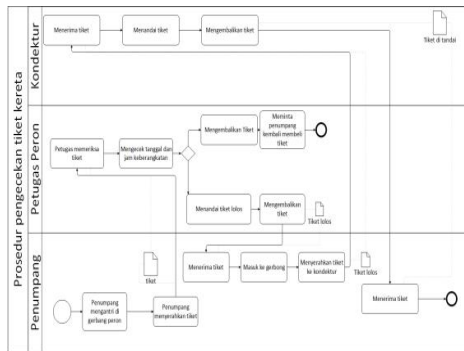 Prosedur pengecekan tiket kereta
Kondektur
Menerima tiket
Menandai tiket
Mengembalikan tiket
Tiket di tandai
Petugas Peron
Petugas memeriksa
tiket
Mengecek tanggal dan
jam keberangkatan
Mengembalikan Tiket
Meminta
penumpang
kembali membeli
tiket
Menandai tiket lolos
Mengembalikan
tiket
Tiket lolos
Penumpang
Penumpang
mengantri di
gerbang peron
tiket
Penumpang
menyerahkan tiket
Menerima tiket
Masuk ke gerbong
Menyerahkan tiket
ke kondektur
Tiket lolos
Menerima tiket